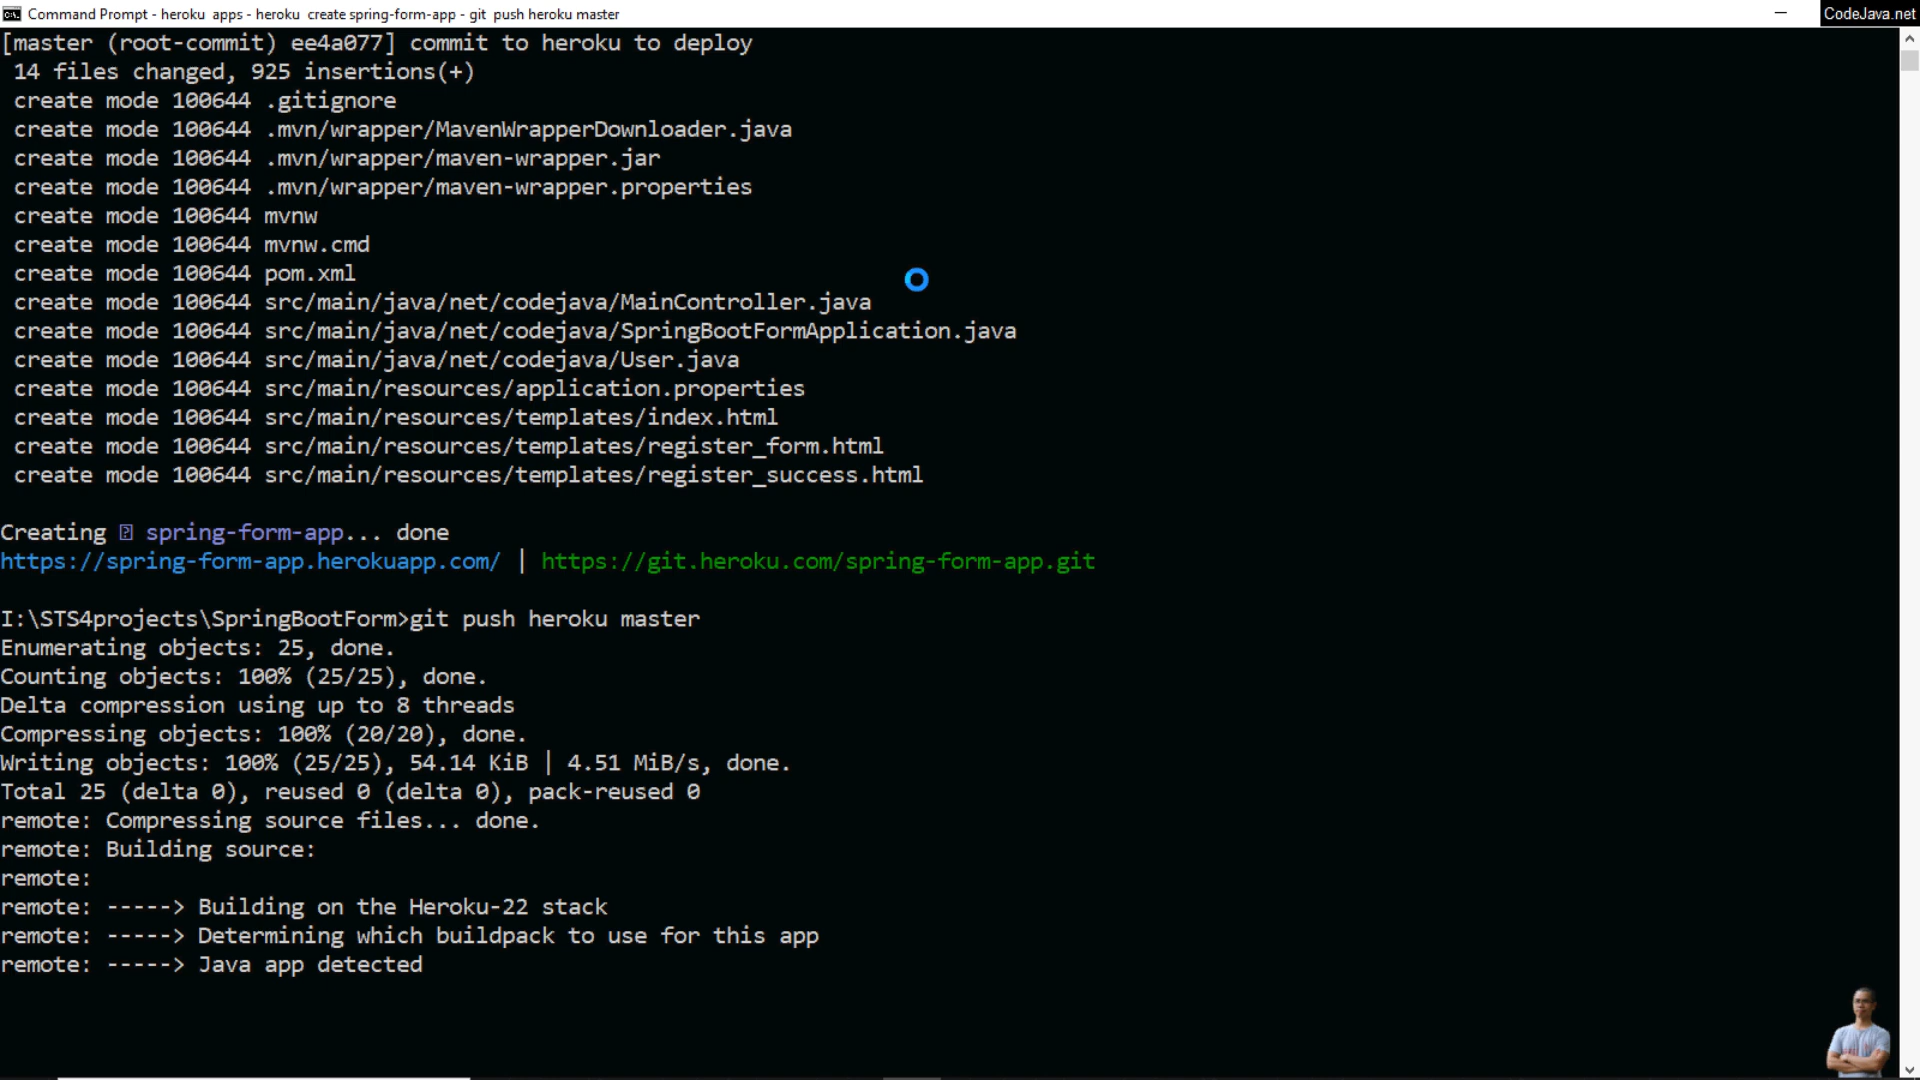 Command Prompt - heroku  apps - heroku  create spring-form-app - git  push heroku master
CodeJava.net
[master (root-commit) ee4a077] commit to heroku to deploy
 14 files changed, 925 insertions(+)
 create mode 100644 .gitignore
 create mode 100644 .mvn/wrapper/MavenWrapperDownloader.java
 create mode 100644 .mvn/wrapper/maven-wrapper.jar
 create mode 100644 .mvn/wrapper/maven-wrapper.properties
 create mode 100644 mvnw
 create mode 100644 mvnw.cmd
 create mode 100644 pom.xml
 create mode 100644 src/main/java/net/codejava/MainController.java
 create mode 100644 src/main/java/net/codejava/SpringBootFormApplication.java
 create mode 100644 src/main/java/net/codejava/User.java
 create mode 100644 src/main/resources/application.properties
 create mode 100644 src/main/resources/templates/index.html
 create mode 100644 src/main/resources/templates/register_form.html
 create mode 100644 src/main/resources/templates/register_success.html
Creating ⍰ spring-form-app... done
https://spring-form-app.herokuapp.com/ | https://git.heroku.com/spring-form-app.git
I:\STS4projects\SpringBootForm>git push heroku master
Enumerating objects: 25, done.
Counting objects: 100% (25/25), done.
Delta compression using up to 8 threads
Compressing objects: 100% (20/20), done.
Writing objects: 100% (25/25), 54.14 KiB | 4.51 MiB/s, done.
Total 25 (delta 0), reused 0 (delta 0), pack-reused 0
remote: Compressing source files... done.
remote: Building source:
remote:
remote: -----> Building on the Heroku-22 stack
remote: -----> Determining which buildpack to use for this app
remote: -----> Java app detected